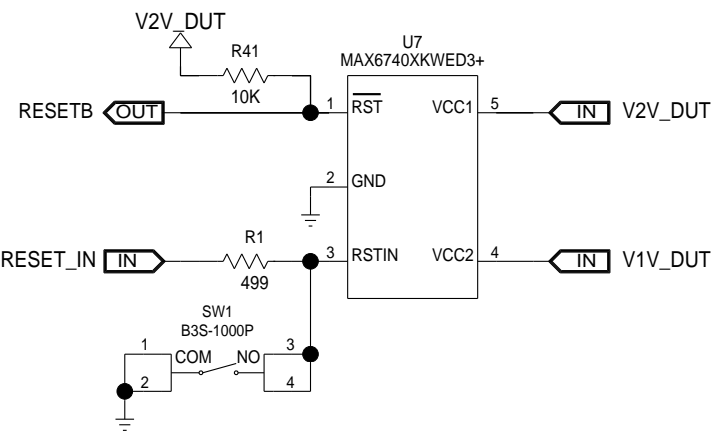 V2V_DUT
R41
10K
U7
MAX6740XKWED3+
RESETB OUT
1 RST
VCC1 5
IN V2V_DUT
2 GND
RESET_IN IN
R1
499
3 RSTIN
VCC2 4
IN V1V_DUT
SW1
B3S-1000P
1
COM NO
3
2
4